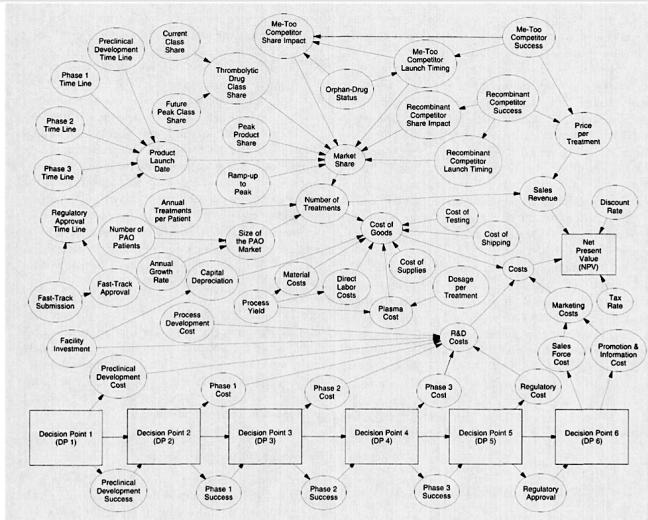 Preclinical
Development
Time Line
Current
Class
Share
Me-Too
Competitor
Share Impact
Me-Too
Competitor
Success
Phase 1
Time Line
Thrombolytic
Drug
Class
Share
Me-Too
Competitor
Launch Timing
Orphan-Drug
Status
Future
Peak Class
Share
Recombinant
Competitor
Share Impact
Recombinant
Competitor
Success
Phase 2
Time Line
Peak
Product
Share
Price
per
Treatment
Product
Launch
Date
Market
Share
Phase 3
Time Line
Recombinant
Competitor
Launch Timing
Ramp-up
to
Peak
Annual
Treatments
per Patient
Number of
Treatments
Sales
Revenue
Regulatory
Approval
Time Line
Discount
Rate
Number of
PAO
Patients
Size of
the PAO
Market
Cost of
Goods
Cost of
Testing
Cost of
Shipping
Net
Present
Value
(NPV)
Annual
Growth
Rate
Capital
Depreciation
Material
Costs
Direct
Labor
Costs
Cost of
Supplies
Costs
Fast-Track
Submission
Fast-Track
Approval
Dosage
per
Treatment
Process
Yield
Plasma
Cost
Marketing
Costs
Tax
Rate
Process
Development
Cost
Facility
Investment
R&D
Costs
Sales
Force
Cost
Promotion &
Information Cost
Preclinical
Development
Cost
Phase 1
Cost
Phase 2
Cost
Phase 3
Cost
Regulatory
Cost
Decision Point 1
(DP 1)
Decision Point 2
(DP 2)
Decision Point 3
(DP 3)
Decision Point 4
(DP 4)
Decision Point 5
(DP 5)
Decision Point 6
(DP 6)
Preclinical
Development
Success
Phase 1
Success
Phase 2
Success
Phase 3
Success
Regulatory
Approval